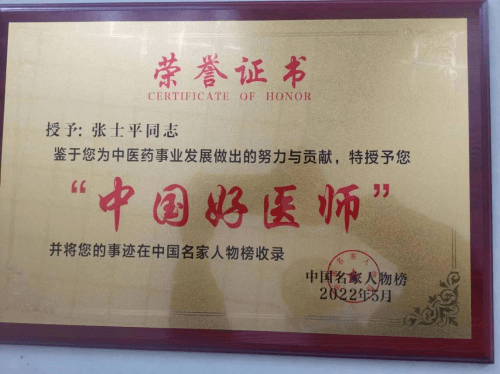 荣誉证书
CERTIFICATE OF HONOR
授予: 张士平同志
鉴于您为中医药事业发展做出的努力与贡献，特授予您
“中国好医师”
并将您的事迹在中国名家人物榜收录
中国名家人物榜
2022年5月